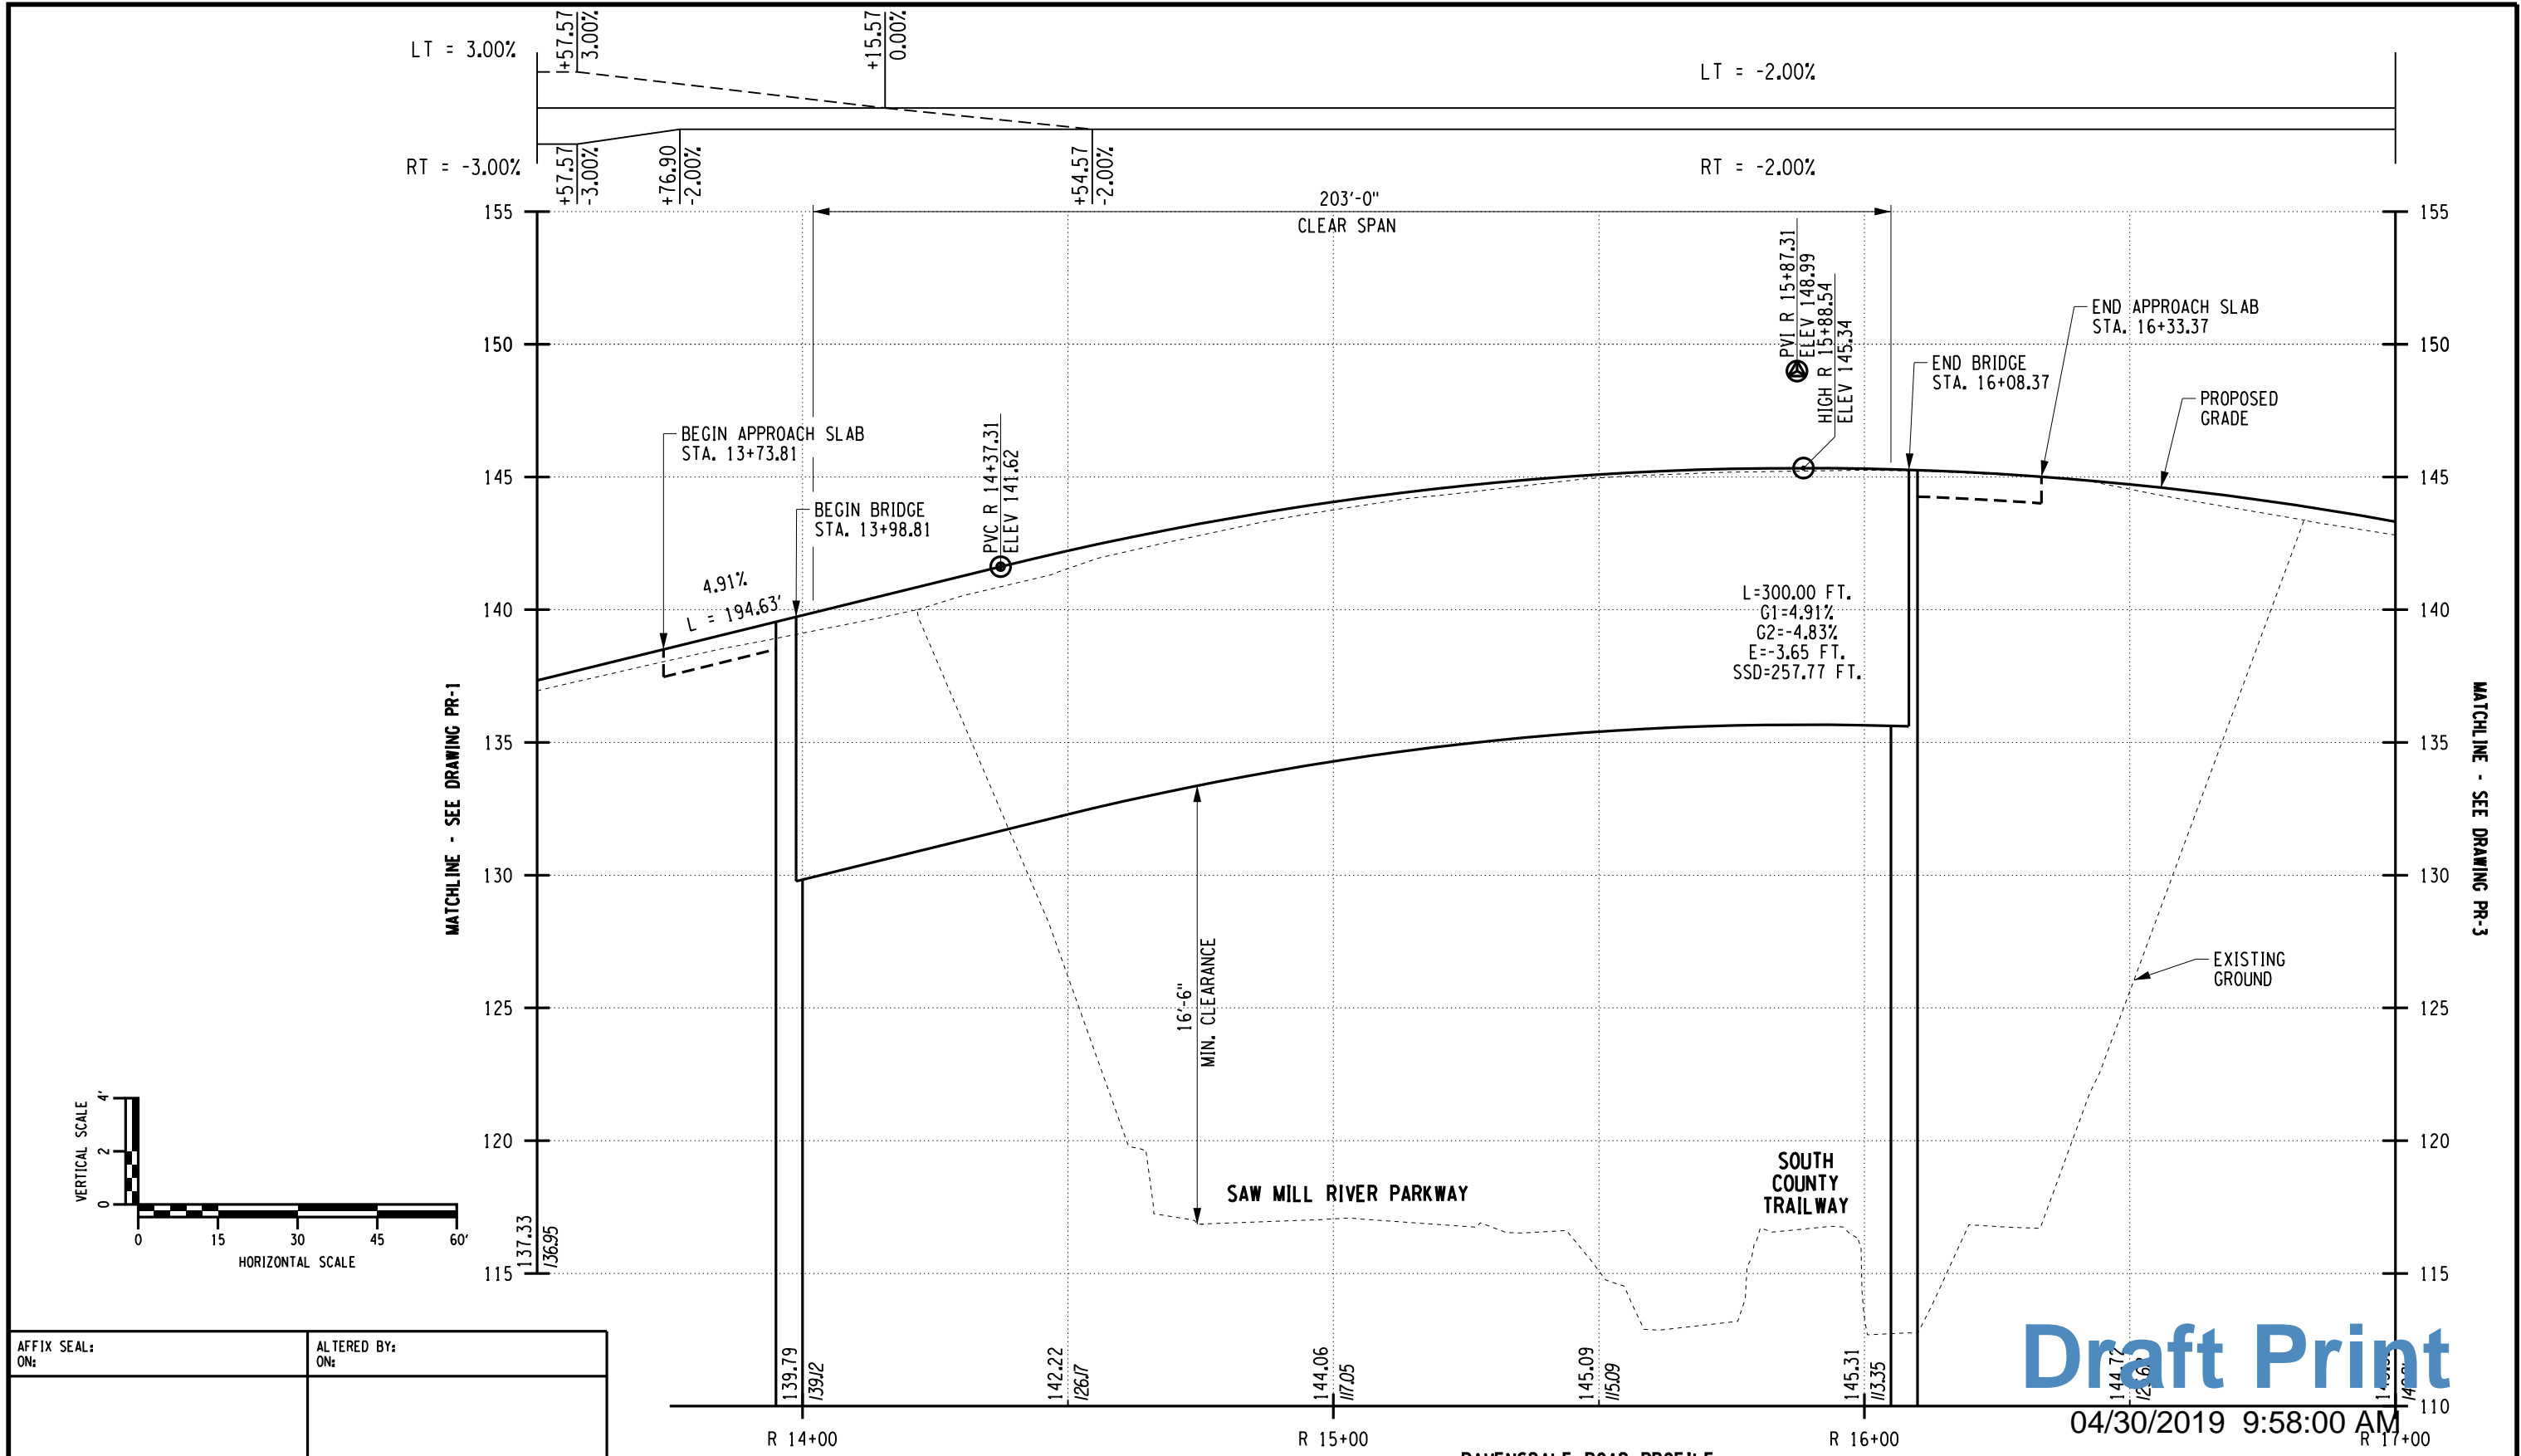 LT = 3.00%
+57.57
3.00%
+15.57
0.00%
LT = -2.00%
RT = -3.00%
+57.57
-3.00%
+76.90
-2.00%
+54.57
-2.00%
RT = -2.00%
203'-0"
CLEAR SPAN
155
155
150
150
145
145
140
140
135
135
130
130
125
125
120
120
115
115
110
PVI R 15+87.31
ELEV 148.99
HIGH R 15+88.54
ELEV 145.34
END APPROACH SLAB
STA. 16+33.37
END BRIDGE
STA. 16+08.37
PROPOSED
GRADE
BEGIN APPROACH SLAB
STA. 13+73.81
BEGIN BRIDGE
STA. 13+98.81
PVC R 14+37.31
ELEV 141.62
4.91%
L = 194.63'
L=300.00 FT.
G1=4.91%
G2=-4.83%
E=-3.65 FT.
SSD=257.77 FT.
MATCHLINE - SEE DRAWING PR-1
MATCHLINE - SEE DRAWING PR-3
16'-6"
MIN. CLEARANCE
EXISTING
GROUND
SAW MILL RIVER PARKWAY
SOUTH
COUNTY
TRAILWAY
VERTICAL SCALE
0
2
4'
0
15
30
45
60'
HORIZONTAL SCALE
137.33
136.95
139.79
139.12
142.22
126.17
144.06
117.05
145.09
115.09
145.31
113.35
144.72
AFFIX SEAL:
ON:
ALTERED BY:
ON:
Draft Print
04/30/2019 9:58:00 AM
R 14+00
R 15+00
R 16+00
R 17+00
RAVENSDALE ROAD PROFILE